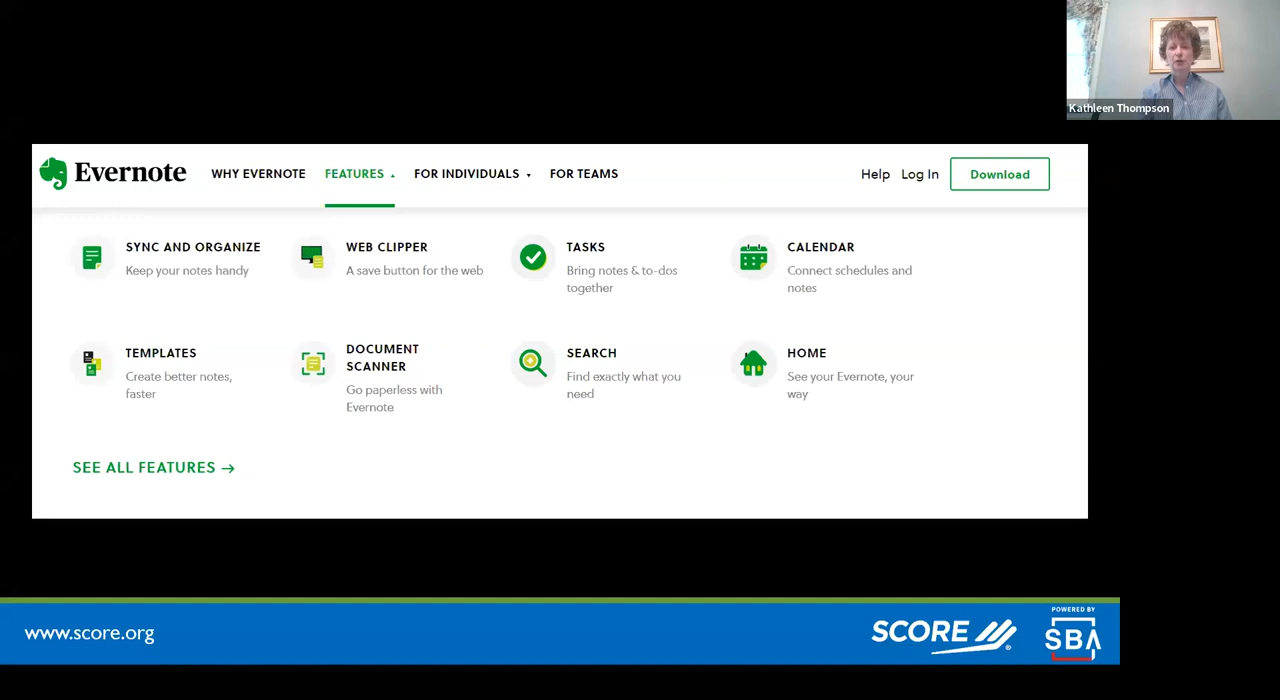 Kathleen Thompson
Evernote
WHY EVERNOTE
FEATURES
FOR INDIVIDUALS
FOR TEAMS
Help
Log In
Download
SYNC AND ORGANIZE
Keep your notes handy
WEB CLIPPER
A save button for the web
TASKS
Bring notes & to-dos
together
CALENDAR
Connect schedules and
notes
TEMPLATES
Create better notes,
faster
DOCUMENT
SCANNER
Go paperless with
Evernote
SEARCH
Find exactly what you
need
HOME
See your Evernote, your
way
SEE ALL FEATURES →
www.score.org
SCORE
®
POWERED BY
SBA